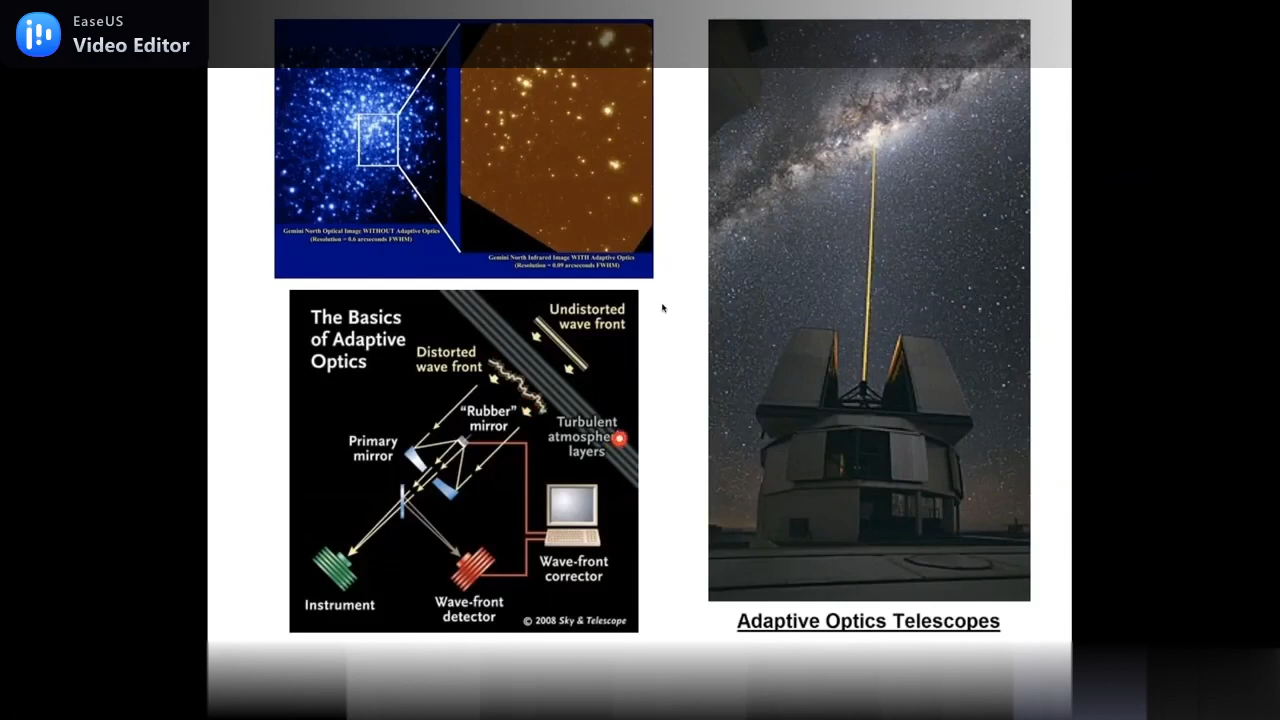 EaseUS
Video Editor
Gemini North Optical Image WITHOUT Adaptive Optics
(Resolution = 0.6 arcseconds FWHM)
Gemini North Infrared Image WITH Adaptive Optics
(Resolution = 0.09 arcseconds FWHM)
The Basics
of Adaptive
Optics
Undistorted
wave front
Distorted
wave front
"Rubber"
mirror
Turbulent
atmosphe
layers
Primary
mirror
Wave-front
corrector
Instrument
Wave-front
detector
© 2008 Sky & Telescope
Adaptive Optics Telescopes